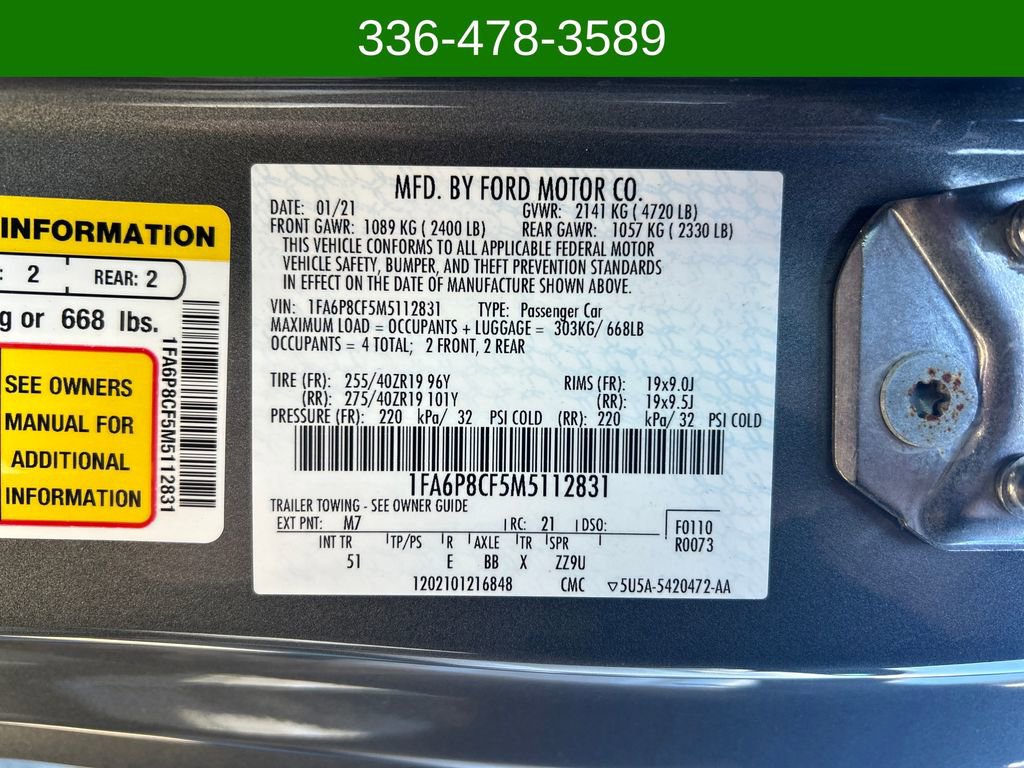 336-478-3589
INFORMATION
: 2 REAR: 2
g or 668 lbs.
SEE OWNERS
MANUAL FOR
ADDITIONAL
INFORMATION
1FA6P8CF5M5112831
MFD. BY FORD MOTOR CO.
DATE: 01/21 GVWR: 2141 KG ( 4720 LB)
FRONT GAWR: 1089 KG ( 2400 LB) REAR GAWR: 1057 KG ( 2330 LB)
THIS VEHICLE CONFORMS TO ALL APPLICABLE FEDERAL MOTOR
VEHICLE SAFETY, BUMPER, AND THEFT PREVENTION STANDARDS
IN EFFECT ON THE DATE OF MANUFACTURE SHOWN ABOVE.
VIN: 1FA6P8CF5M5112831 TYPE: Passenger Car
MAXIMUM LOAD = OCCUPANTS + LUGGAGE = 303KG/ 668LB
OCCUPANTS = 4 TOTAL; 2 FRONT, 2 REAR
TIRE (FR): 255/40ZR19 96Y RIMS (FR): 19x9.0J
(RR): 275/40ZR19 101Y (RR): 19x9.5J
PRESSURE (FR): 220 kPa/ 32 PSI COLD (RR): 220 kPa/ 32 PSI COLD
1FA6P8CF5M5112831
TRAILER TOWING - SEE OWNER GUIDE
EXT PNT: M7 RC: 21 DSO: F0110
R0073
INT TR TP/PS R AXLE TR SPR
51 E BB X ZZ9U
1202101216848 CMC ▽5U5A-5420472-AA